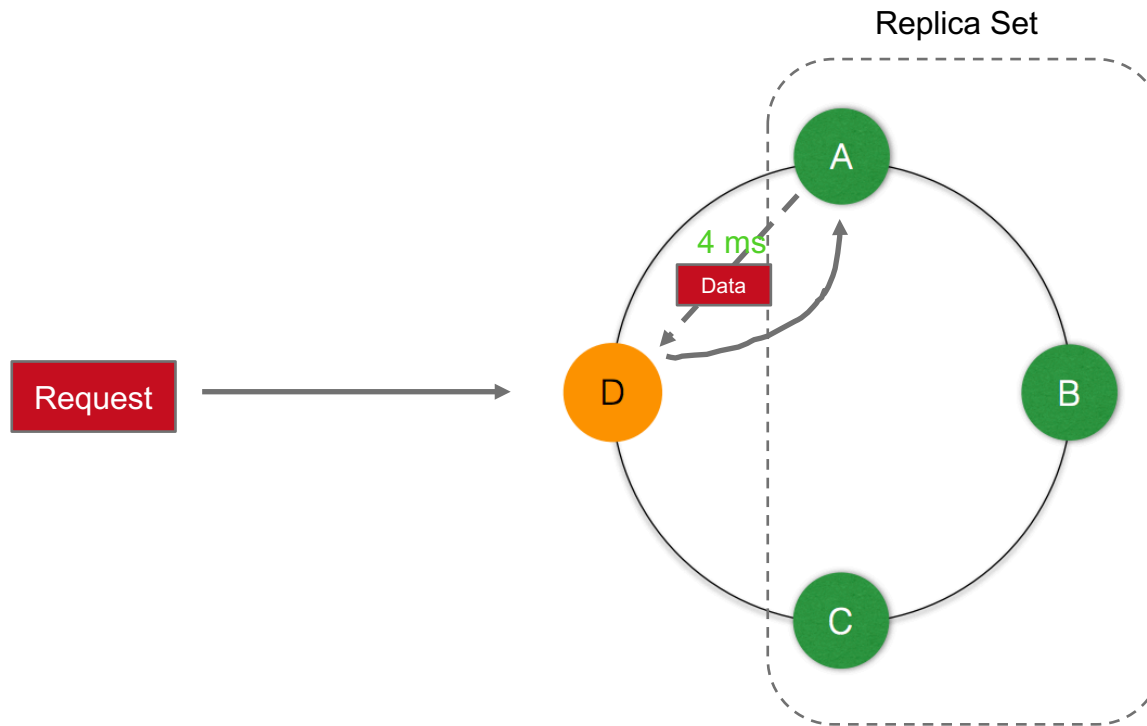 Replica Set
A
4 ms
Data
Request
D
B
C